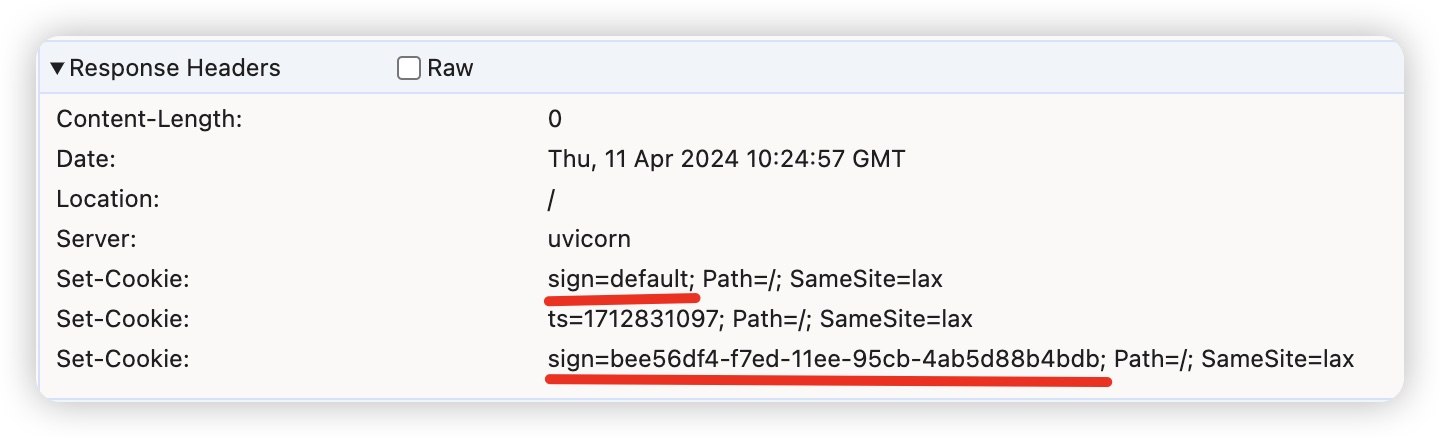 Response Headers Raw
Content-Length: 0
Date: Thu, 11 Apr 2024 10:24:57 GMT
Location: /
Server: uvicorn
Set-Cookie: sign=default; Path=/; SameSite=lax
Set-Cookie: ts=1712831097; Path=/; SameSite=lax
Set-Cookie: sign=bee56df4-f7ed-11ee-95cb-4ab5d88b4bdb; Path=/; SameSite=lax